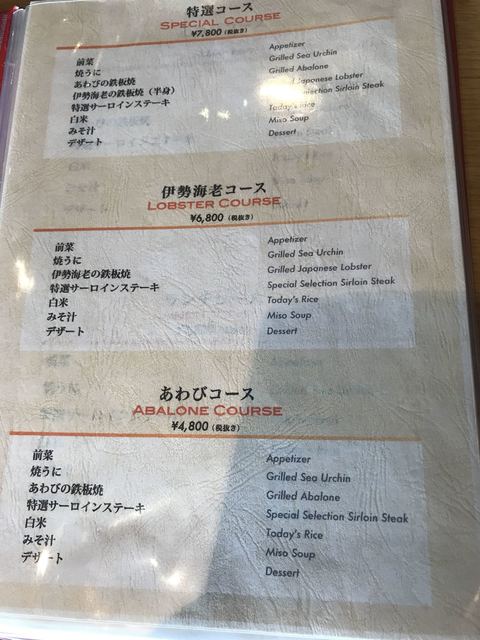 特選コース
SPECIAL COURSE
¥7,800 (税抜き)
前菜 Appetizer
焼うに Grilled Sea Urchin
あわびの鉄板焼 Grilled Abalone
伊勢海老の鉄板焼（半身） Japanese Lobster
特選サーロインステーキ Sirloin Steak
白米 Today's Rice
みそ汁 Miso Soup
デザート Dessert
伊勢海老コース
LOBSTER COURSE
¥6,800 (税抜き)
前菜 Appetizer
焼うに Grilled Sea Urchin
伊勢海老の鉄板焼 Grilled Japanese Lobster
特選サーロインステーキ Special Selection Sirloin Steak
白米 Today's Rice
みそ汁 Miso Soup
デザート Dessert
あわびコース
ABALONE COURSE
¥4,800 (税抜き)
前菜 Appetizer
焼うに Grilled Sea Urchin
あわびの鉄板焼 Grilled Abalone
特選サーロインステーキ Special Selection Sirloin Steak
白米 Today's Rice
みそ汁 Miso Soup
デザート Dessert